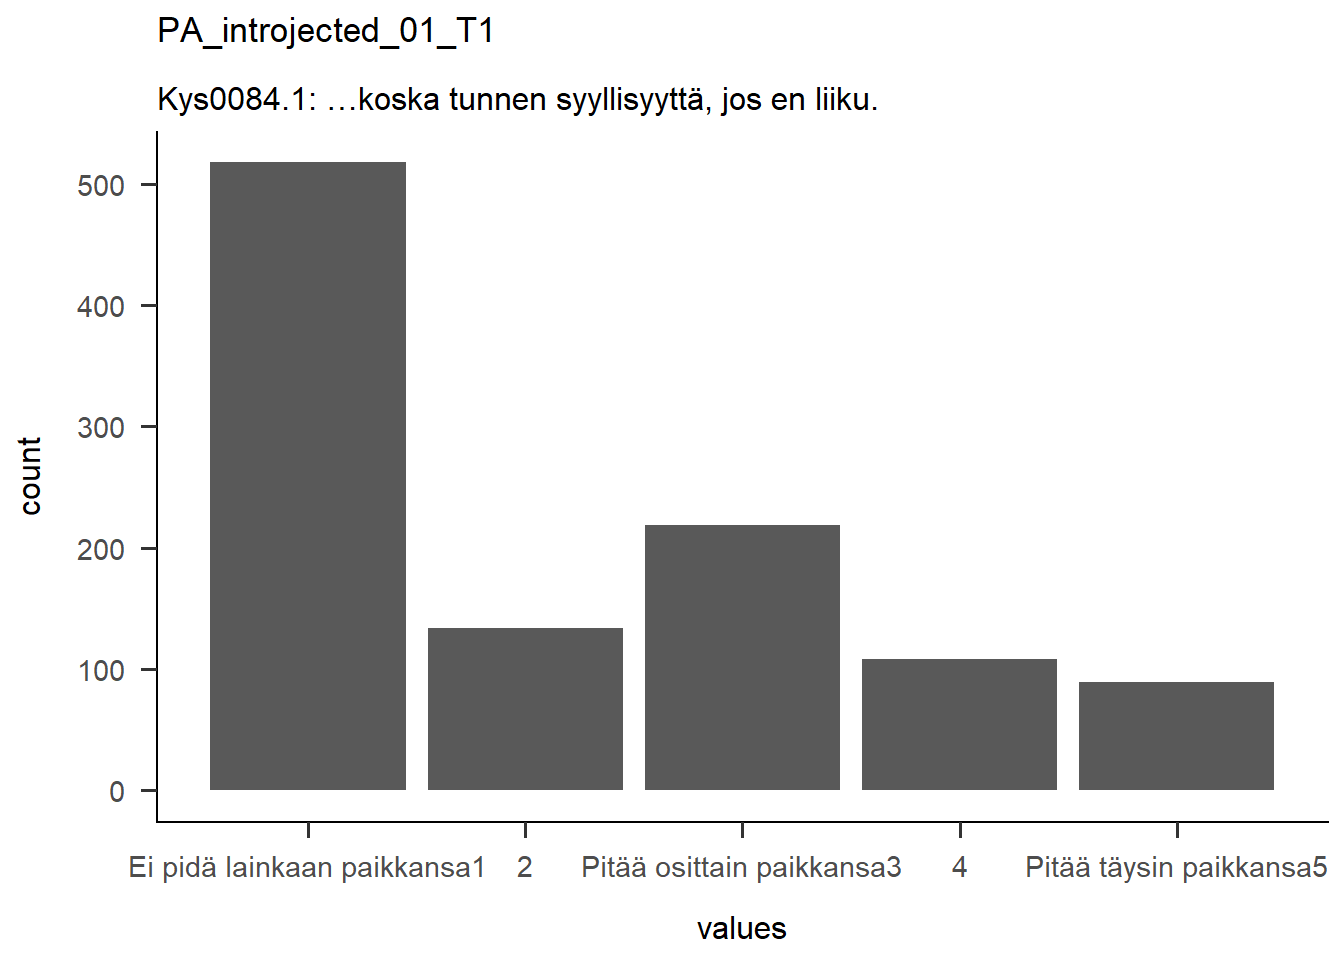 PA_introjected_01_T1
Kys0084.1: …koska tunnen syyllisyyttä, jos en liiku.
500
400
300
200
100
0
count
Ei pidä lainkaan paikkansa1 2 Pitää osittain paikkansa3 4 Pitää täysin paikkansa5
values